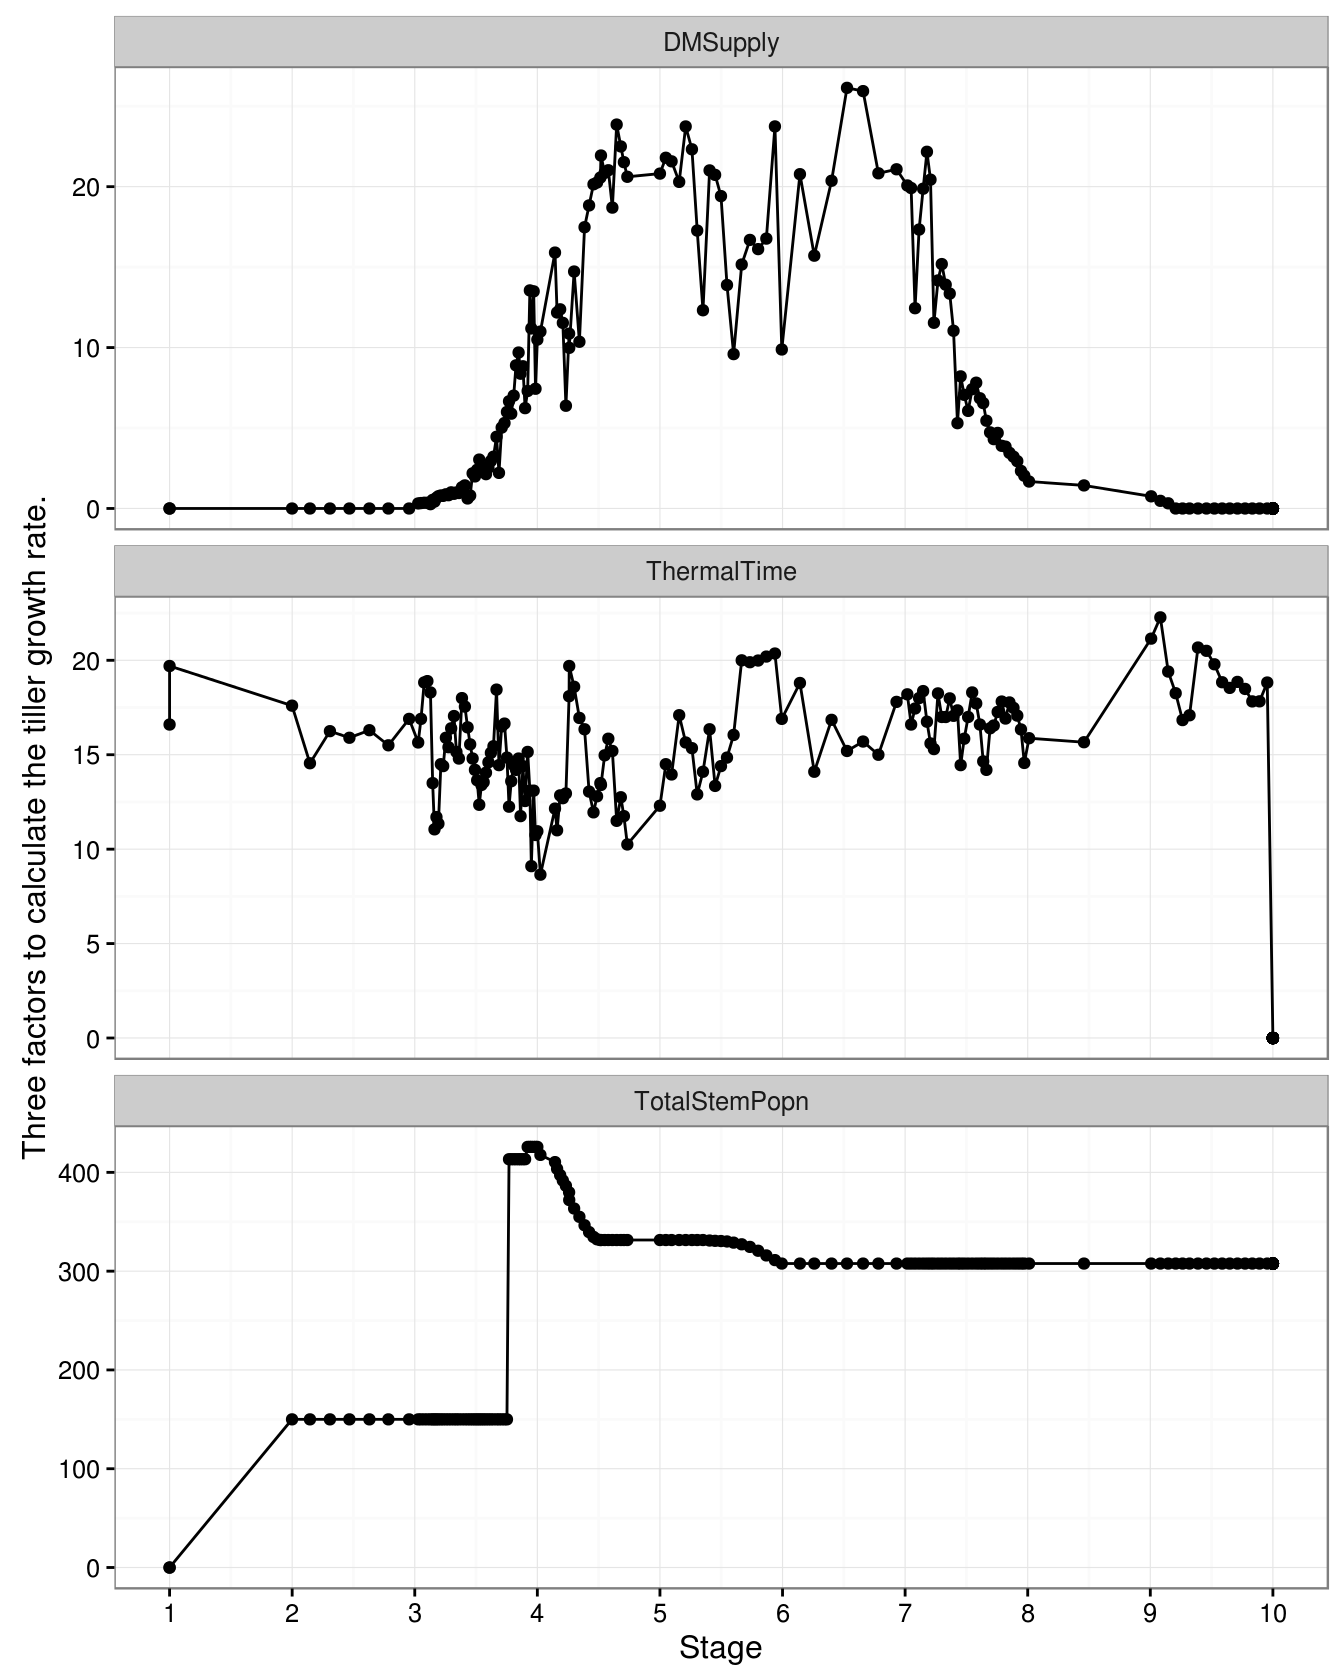 Three factors to calculate the tiller growth rate.
DMSupply
20
10
0
ThermalTime
20
15
10
5
0
TotalStemPopn
400
300
200
100
0
1 2 3 4 5 6 7 8 9 10
Stage